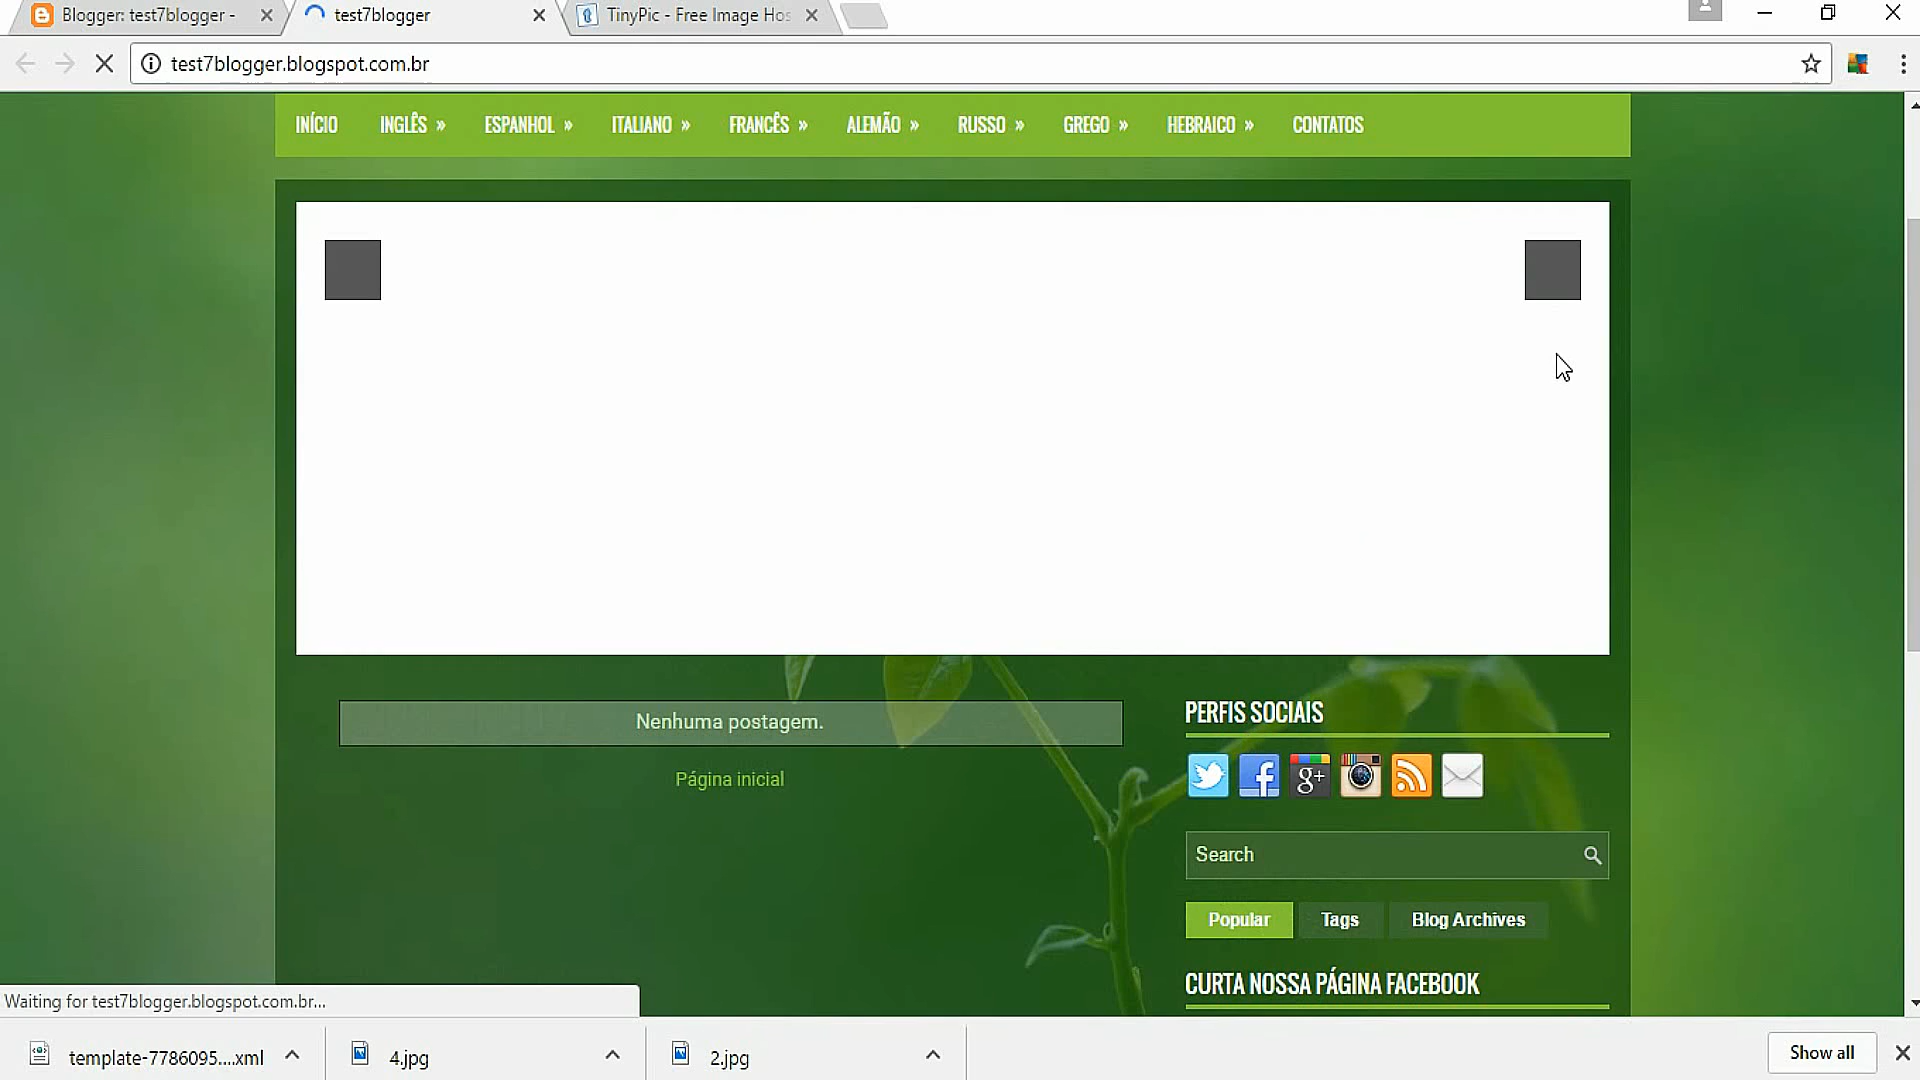 Blogger: test7blogger -
test7blogger
TinyPic - Free Image Hos
test7blogger.blogspot.com.br
INÍCIO INGLÊS » ESPANHOL » ITALIANO » FRANCÊS » ALEMÃO » RUSSO » GREGO » HEBRAICO » CONTATOS
Nenhuma postagem.
Página inicial
PERFIS SOCIAIS
Search
Popular Tags Blog Archives
CURTA NOSSA PÁGINA FACEBOOK
Waiting for test7blogger.blogspot.com.br...
template-7786095....xml
4.jpg
2.jpg
Show all